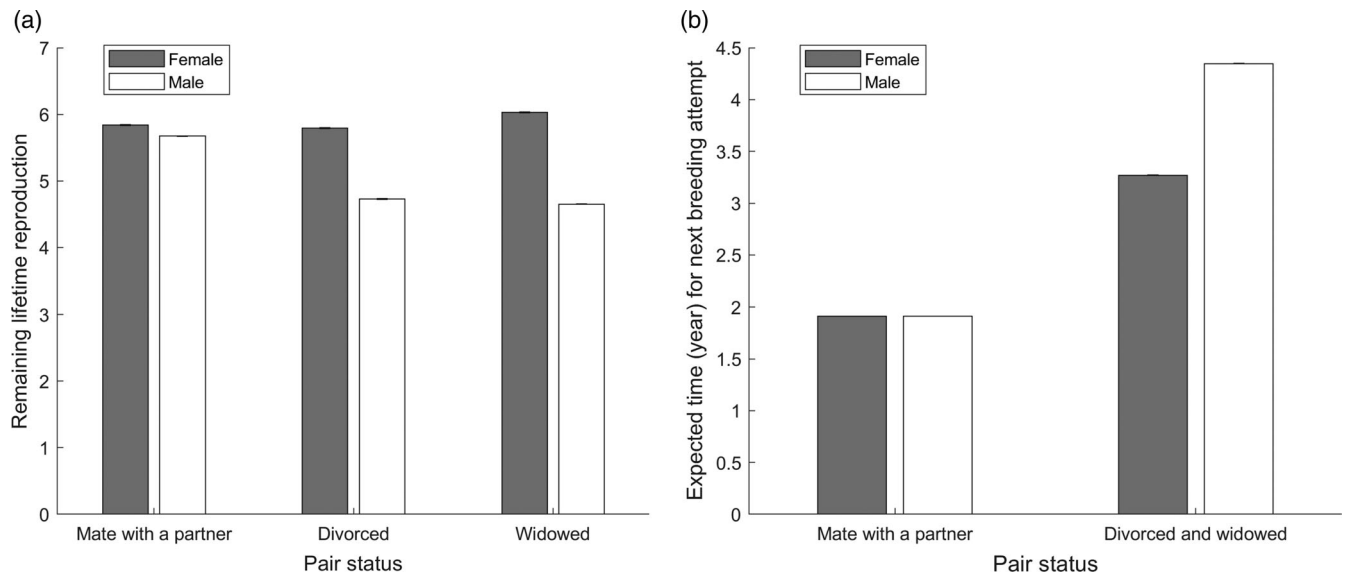 (a)
Remaining lifetime reproduction
7
6
5
4
3
2
1
0
Female
Male
Mate with a partner
Divorced
Widowed
Pair status
(b)
Expected time (year) for next breeding attempt
4.5
4
3.5
3
2.5
2
1.5
1
0.5
0
Female
Male
Mate with a partner
Divorced and widowed
Pair status